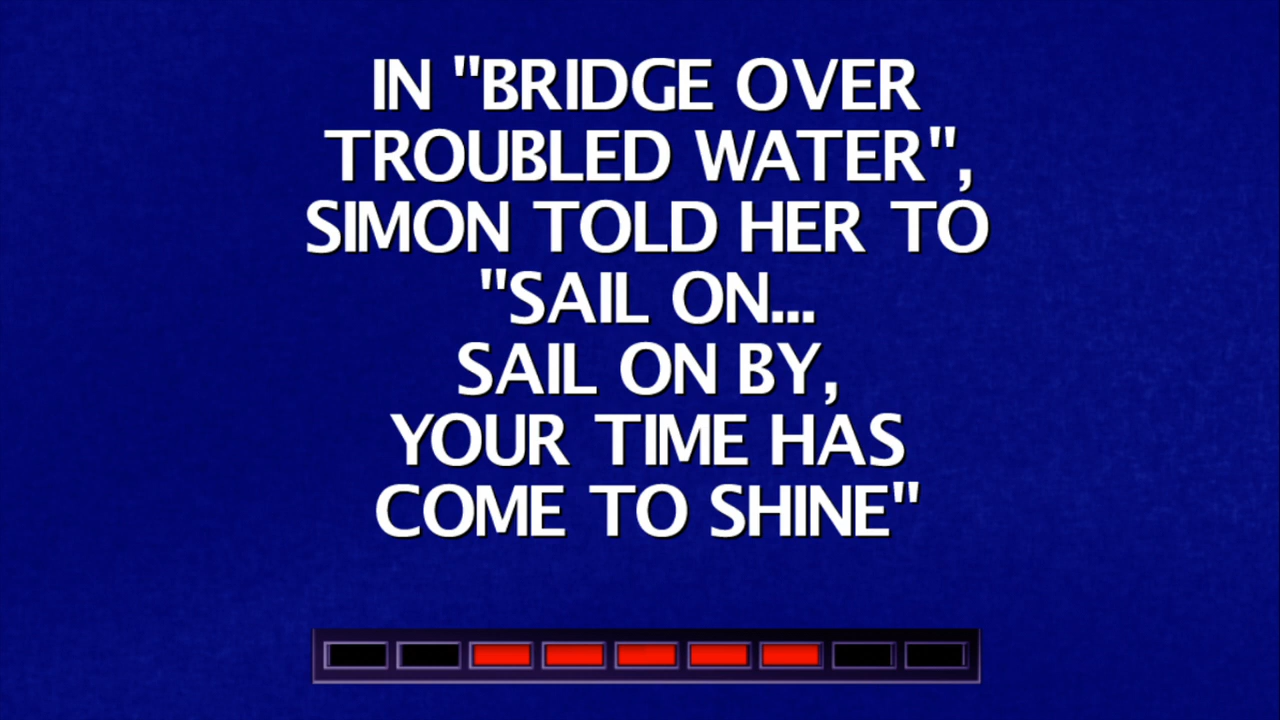 IN "BRIDGE OVER
TROUBLED WATER",
SIMON TOLD HER TO
"SAIL ON...
SAIL ON BY,
YOUR TIME HAS
COME TO SHINE"